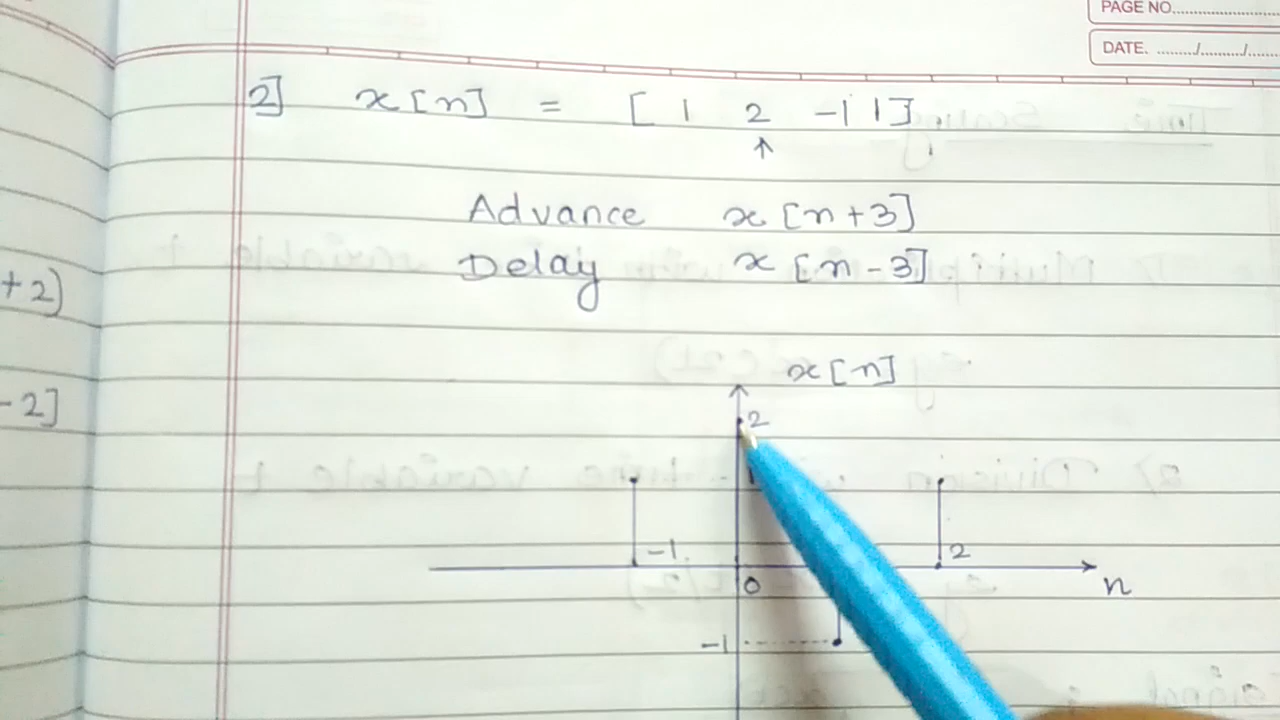 PAGE NO.
DATE. ....../....../......
2] x[n] = [ 1 2 -1 1]
↑
Advance x[n+3]
Delay x[n-3]
+2)
-2]
x[n]
2
1
-1 2
0 n
-1